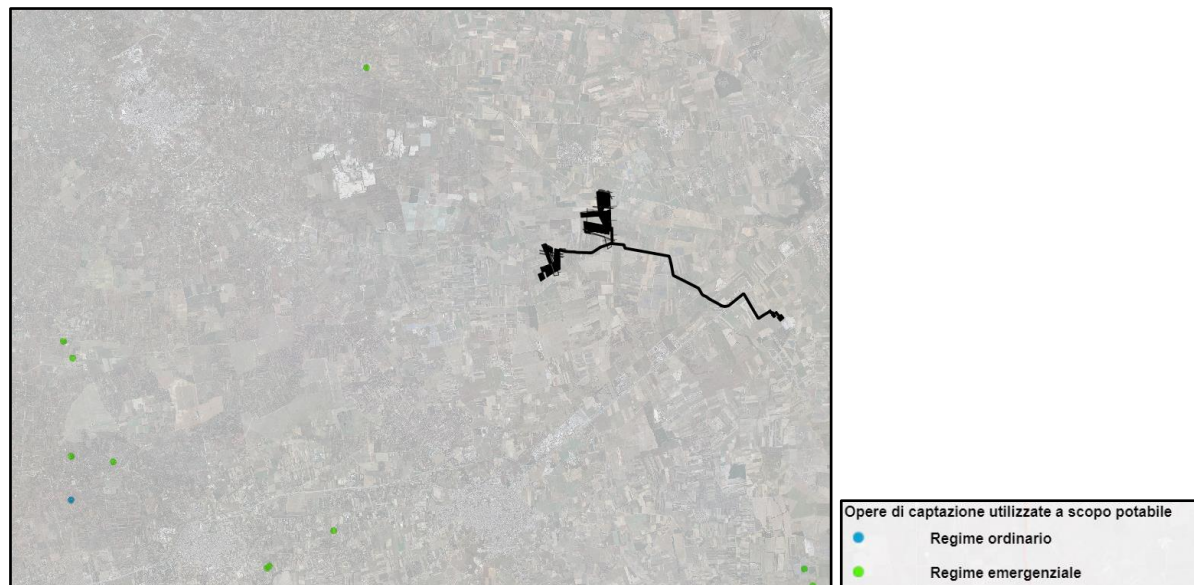 Opere di captazione utilizzate a scopo potabile
Regime ordinario
Regime emergenziale